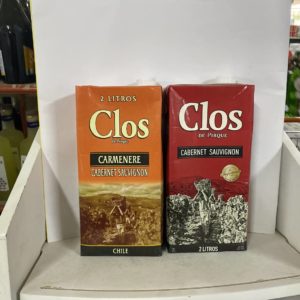 2 LITROS
Clos
de Pirque
CARMENERE
CABERNET SAUVIGNON
CHILE
Clos
DE PIRQUE
CABERNET SAUVIGNON
2 LITROS